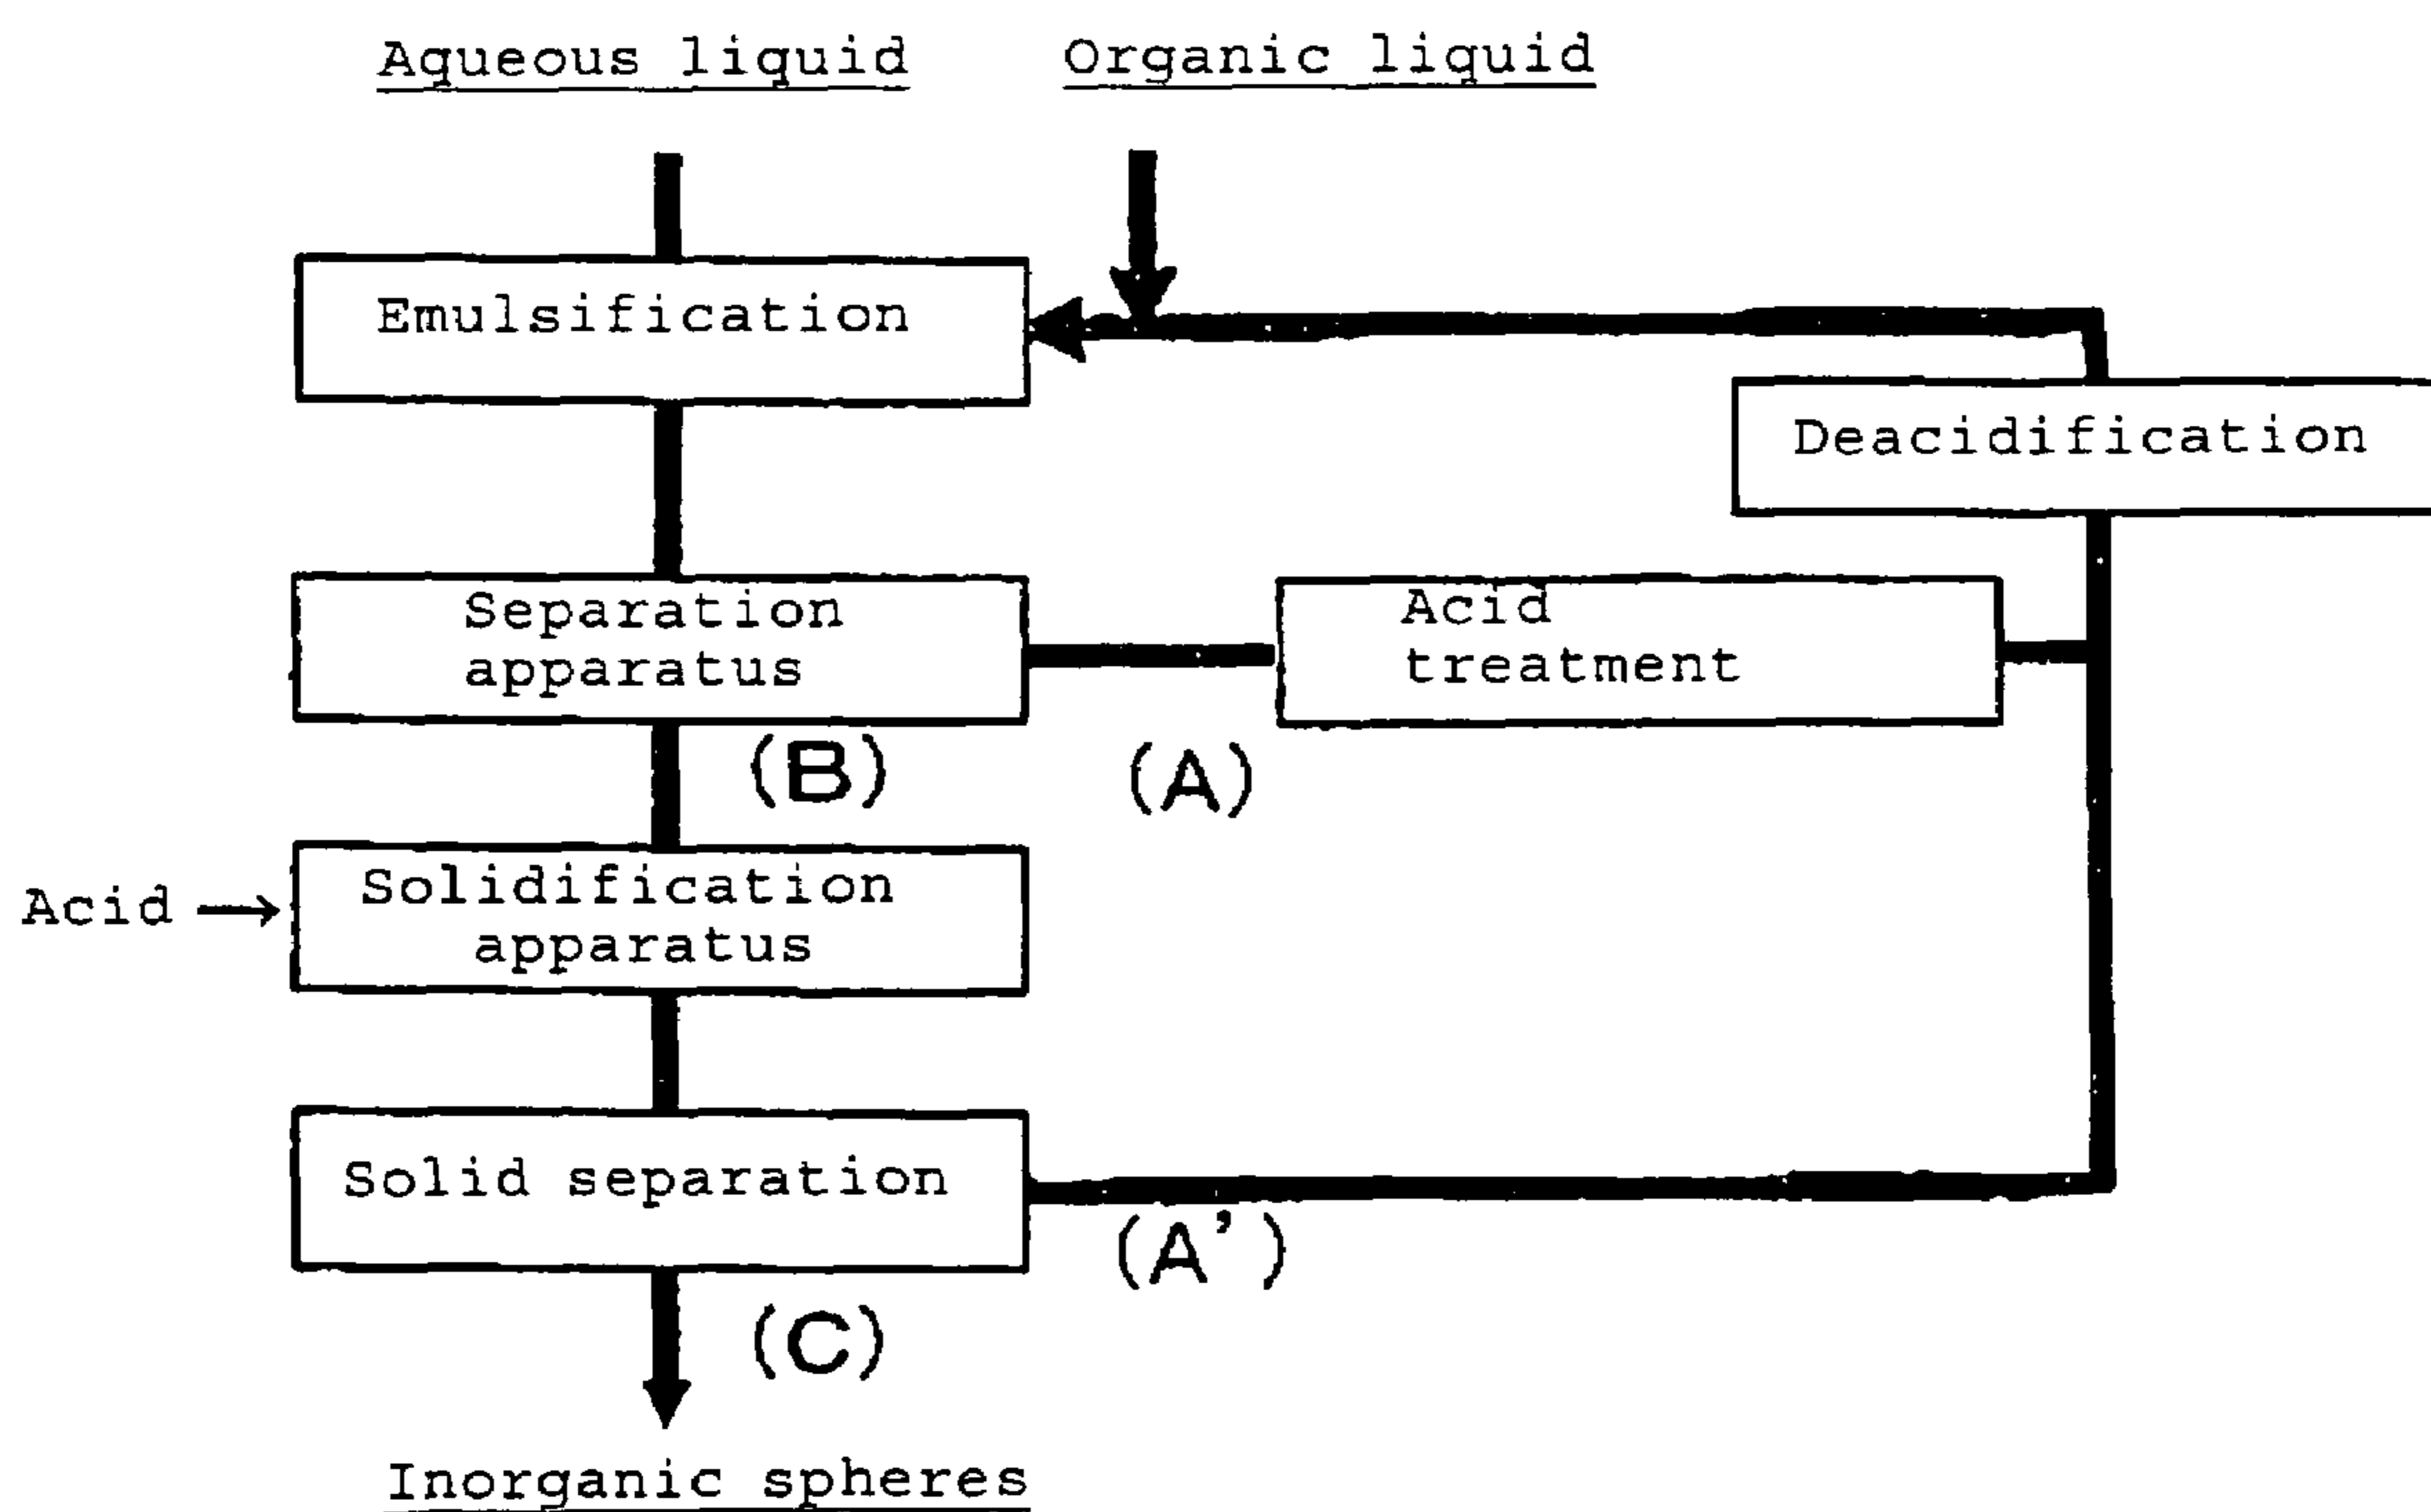 Aqueous liquid
Organic liquid
Emulsification
Deacidification
Separation
apparatus
Acid
treatment
(B)
(A)
Acid
Solidification
apparatus
Solid separation
(A')
(C)
Inorganic spheres